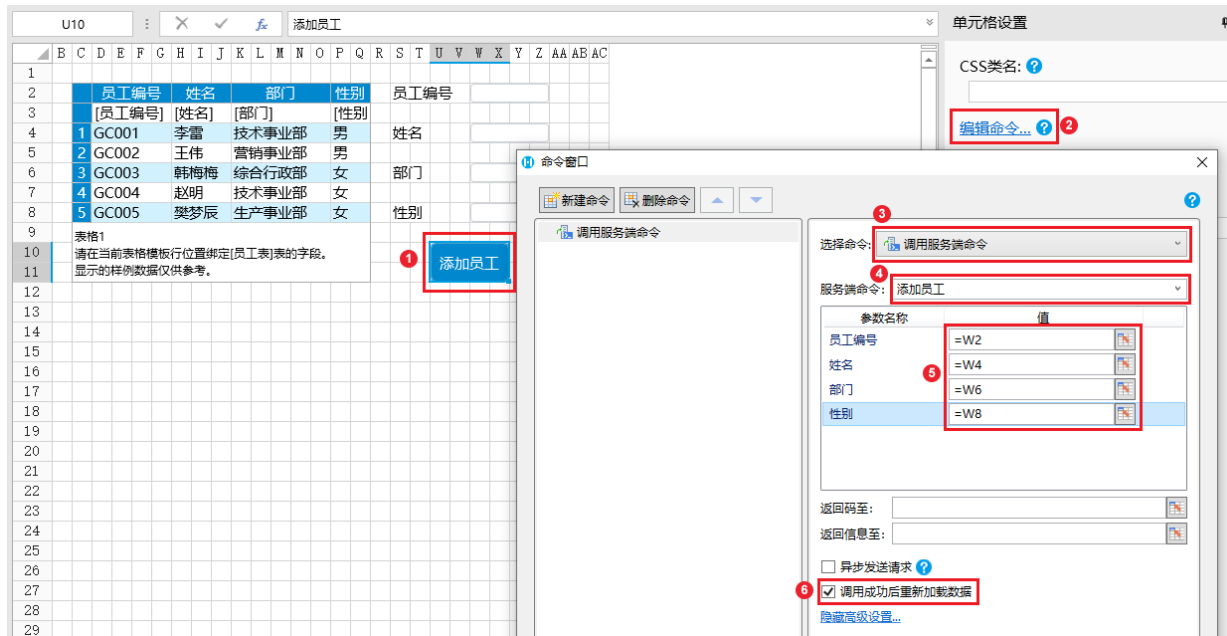 U10 添加员工 单元格设置
B C D E F G H I J K L M N O P Q R S T U V W X Y Z AA AB AC
CSS类名:
编辑命令... 2
1
2 员工编号 姓名 部门 性别 员工编号
3 [员工编号] [姓名] [部门] [性别
4 1 GC001 李雷 技术事业部 男 姓名
5 2 GC002 王伟 营销事业部 男
6 3 GC003 韩梅梅 综合行政部 女 部门
7 4 GC004 赵明 技术事业部 女
8 5 GC005 樊梦辰 生产事业部 女 性别
9 表格1
10 请在当前表格模板行位置绑定[员工表]表的字段。
11 显示的样例数据仅供参考。
1 添加员工
12
13
14
15
16
17
18
19
20
21
22
23
24
25
26
27
28
29
命令窗口
新建命令 删除命令
调用服务端命令
3
选择命令: 调用服务端命令
4
服务端命令: 添加员工
参数名称 值
员工编号 =W2
姓名 =W4
5
部门 =W6
性别 =W8
返回码至:
返回信息至:
异步发送请求
6 调用成功后重新加载数据
隐藏高级设置...